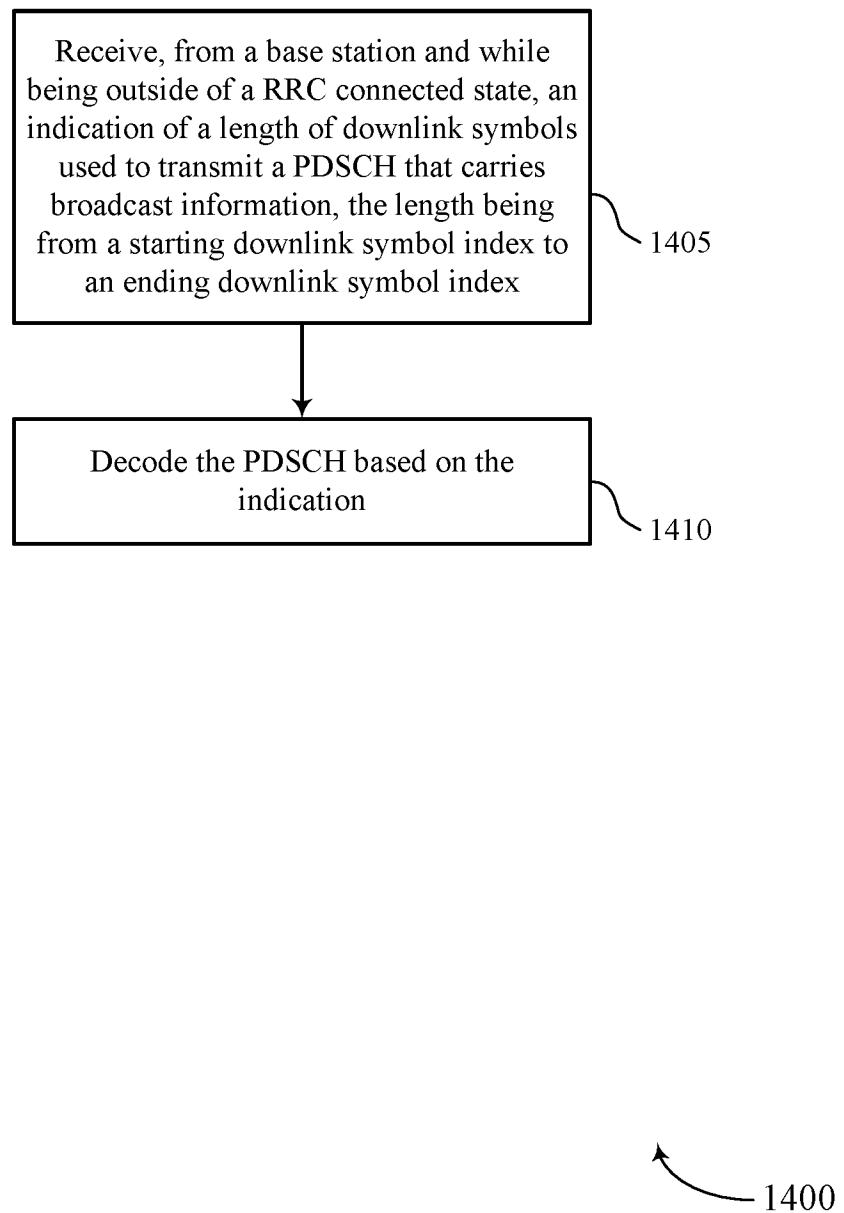 Receive, from a base station and while
being outside of a RRC connected state, an
indication of a length of downlink symbols
used to transmit a PDSCH that carries
broadcast information, the length being
from a starting downlink symbol index to
an ending downlink symbol index
1405
Decode the PDSCH based on the
indication
1410
1400